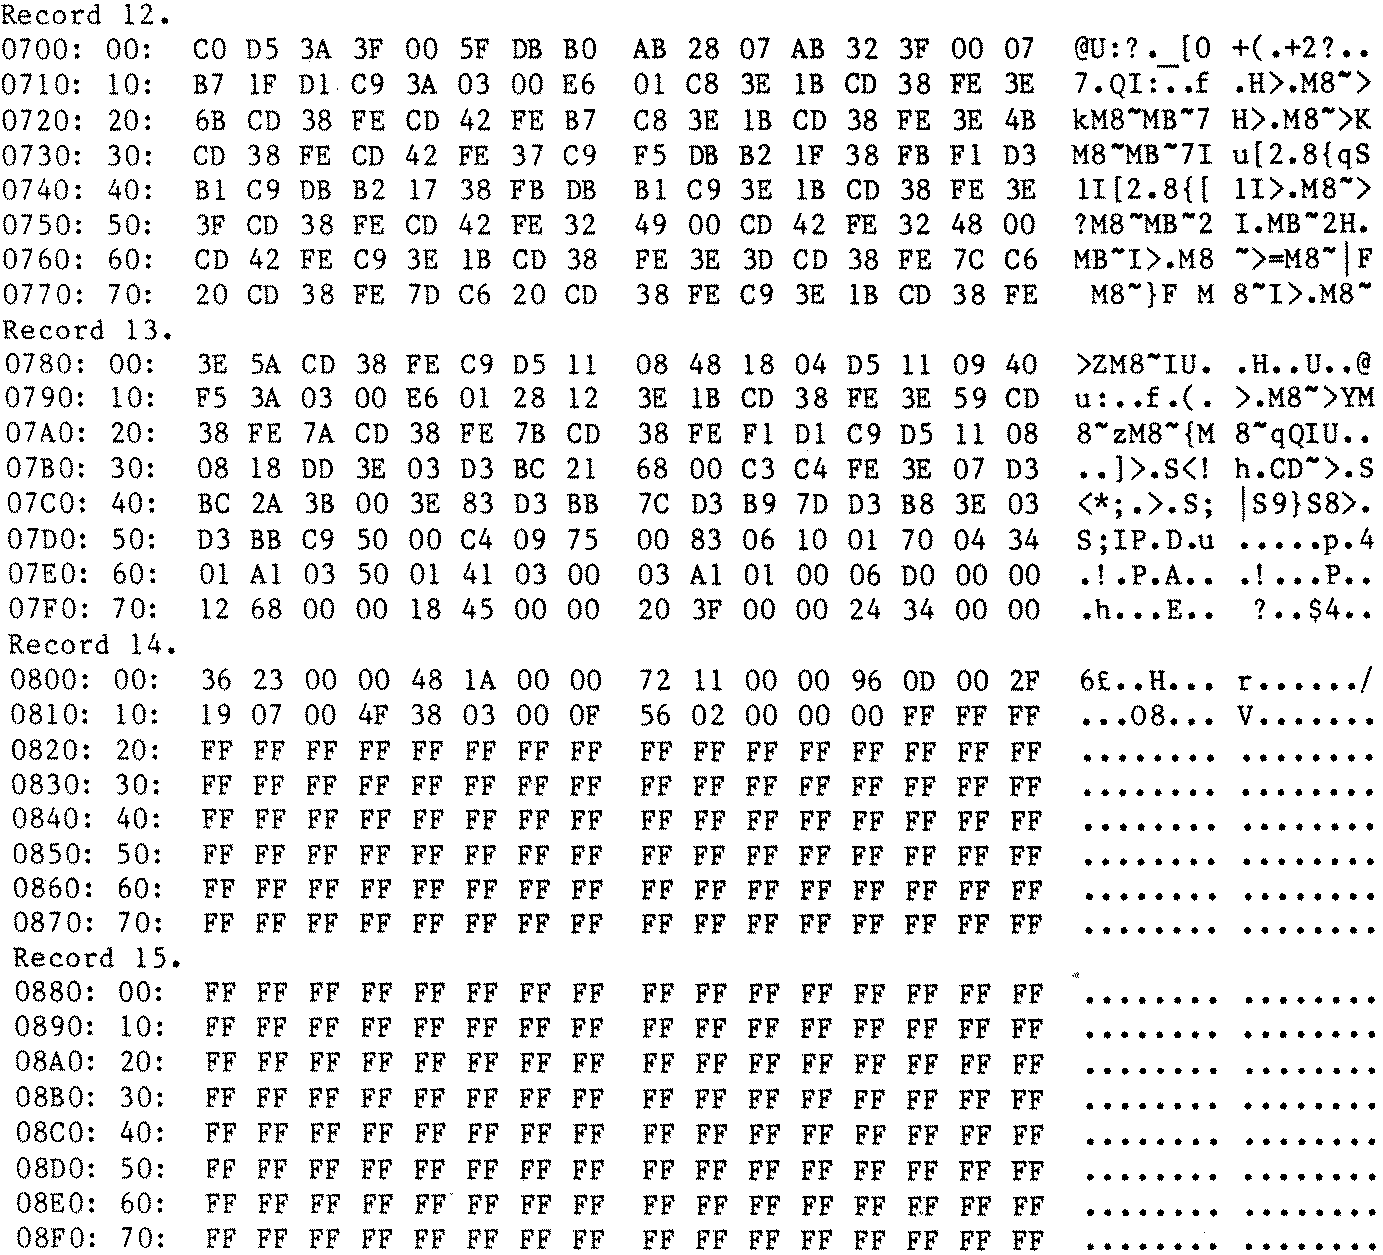 Record 12.
0700: 00: C0 D5 3A 3F 00 5F DB B0 AB 28 07 AB 32 3F 00 07 @U:?._[0 +(.+2?..
0710: 10: B7 1F D1 C9 3A 03 00 E6 01 C8 3E 1B CD 38 FE 3E 7.QI:..f .H>.M8~>
0720: 20: 6B CD 38 FE CD 42 FE B7 C8 3E 1B CD 38 FE 3E 4B kM8~MB~7 H>.M8~>K
0730: 30: CD 38 FE CD 42 FE 37 C9 F5 DB B2 1F 38 FB F1 D3 M8~MB~7I u[2.8{qS
0740: 40: B1 C9 DB B2 17 38 FB DB B1 C9 3E 1B CD 38 FE 3E 1I[2.8{[ 1I>.M8~>
0750: 50: 3F CD 38 FE CD 42 FE 32 49 00 CD 42 FE 32 48 00 ?M8~MB~2 I.MB~2H.
0760: 60: CD 42 FE C9 3E 1B CD 38 FE 3E 3D CD 38 FE 7C C6 MB~I>.M8 ~>=M8~|F
0770: 70: 20 CD 38 FE 7D C6 20 CD 38 FE C9 3E 1B CD 38 FE M8~}F M 8~I>.M8~
Record 13.
0780: 00: 3E 5A CD 38 FE C9 D5 11 08 48 18 04 D5 11 09 40 >ZM8~IU. .H..U..@
0790: 10: F5 3A 03 00 E6 01 28 12 3E 1B CD 38 FE 3E 59 CD u:..f.(. >.M8~>YM
07A0: 20: 38 FE 7A CD 38 FE 7B CD 38 FE F1 D1 C9 D5 11 08 8~zM8~{M 8~qQIU..
07B0: 30: 08 18 DD 3E 03 D3 BC 21 68 00 C3 C4 FE 3E 07 D3 ..]>.S<! h.CD~>.S
07C0: 40: BC 2A 3B 00 3E 83 D3 BB 7C D3 B9 7D D3 B8 3E 03 <*;.>.S; |S9}S8>.
07D0: 50: D3 BB C9 50 00 C4 09 75 00 83 06 10 01 70 04 34 S;IP.D.u .....p.4
07E0: 60: 01 A1 03 50 01 41 03 00 03 A1 01 00 06 D0 00 00 .!.P.A.. .!...P..
07F0: 70: 12 68 00 00 18 45 00 00 20 3F 00 00 24 34 00 00 .h...E.. ?..$4..
Record 14.
0800: 00: 36 23 00 00 48 1A 00 00 72 11 00 00 96 0D 00 2F 6£..H... r....../
0810: 10: 19 07 00 4F 38 03 00 0F 56 02 00 00 00 FF FF FF ...O8... V.......
0820: 20: FF FF FF FF FF FF FF FF FF FF FF FF FF FF FF FF ........ ........
0830: 30: FF FF FF FF FF FF FF FF FF FF FF FF FF FF FF FF ........ ........
0840: 40: FF FF FF FF FF FF FF FF FF FF FF FF FF FF FF FF ........ ........
0850: 50: FF FF FF FF FF FF FF FF FF FF FF FF FF FF FF FF ........ ........
0860: 60: FF FF FF FF FF FF FF FF FF FF FF FF FF FF FF FF ........ ........
0870: 70: FF FF FF FF FF FF FF FF FF FF FF FF FF FF FF FF ........ ........
Record 15.
0880: 00: FF FF FF FF FF FF FF FF FF FF FF FF FF FF FF FF ........ ........
0890: 10: FF FF FF FF FF FF FF FF FF FF FF FF FF FF FF FF ........ ........
08A0: 20: FF FF FF FF FF FF FF FF FF FF FF FF FF FF FF FF ........ ........
08B0: 30: FF FF FF FF FF FF FF FF FF FF FF FF FF FF FF FF ........ ........
08C0: 40: FF FF FF FF FF FF FF FF FF FF FF FF FF FF FF FF ........ ........
08D0: 50: FF FF FF FF FF FF FF FF FF FF FF FF FF FF FF FF ........ ........
08E0: 60: FF FF FF FF FF FF FF FF FF FF FF FF FF FF FF FF ........ ........
08F0: 70: FF FF FF FF FF FF FF FF FF FF FF FF FF FF FF FF ........ ........